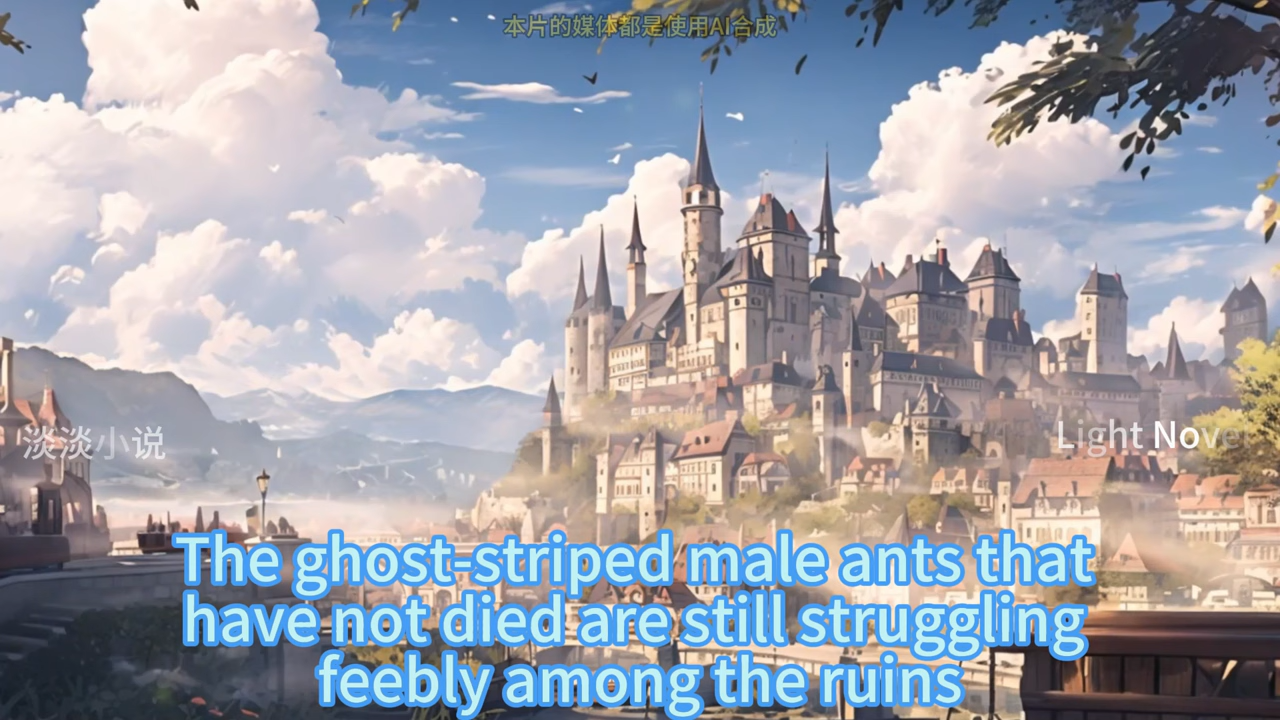 本片的媒体都是使用AI合成
淡淡小说
Light Novel
The ghost-striped male ants that
have not died are still struggling
feebly among the ruins